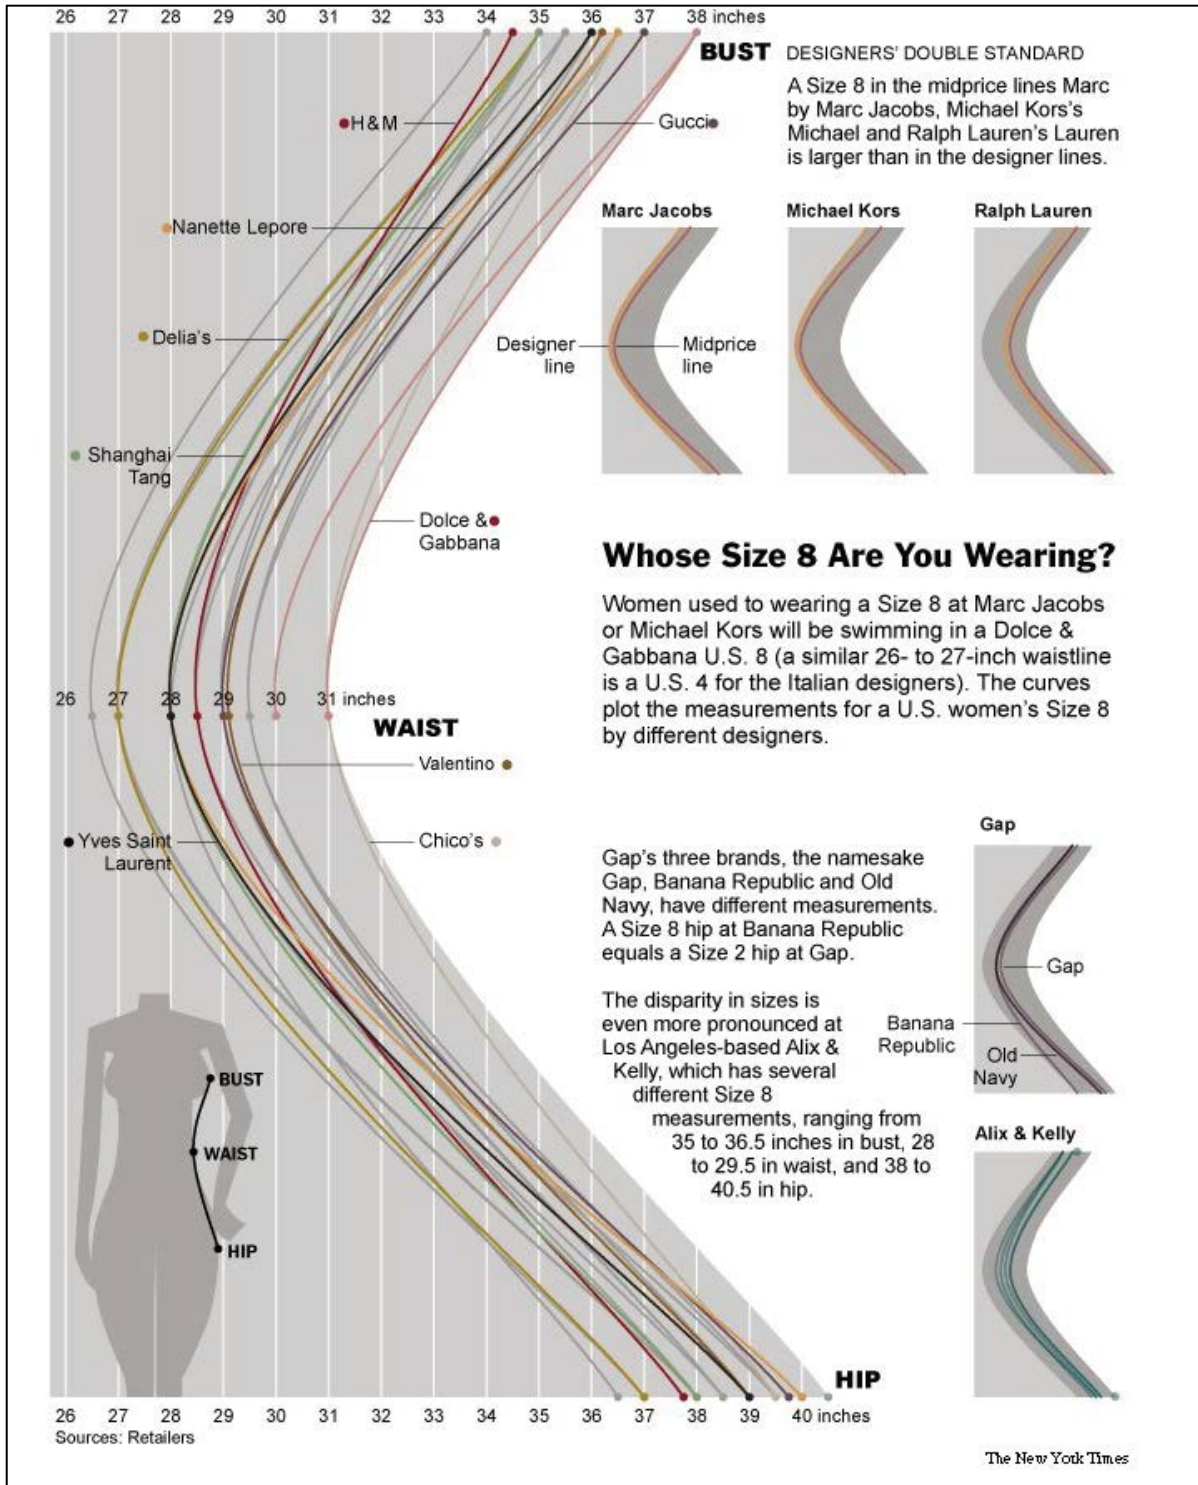 26 27 28 29 30 31 32 33 34 35 36 37 38 inches
BUST
DESIGNERS' DOUBLE STANDARD
A Size 8 in the midprice lines Marc
by Marc Jacobs, Michael Kors's
Michael and Ralph Lauren's Lauren
is larger than in the designer lines.
H&M
Gucci
Nanette Lepore
Delia's
Shanghai
Tang
Dolce &
Gabbana
Marc Jacobs
Michael Kors
Ralph Lauren
Designer
line
Midprice
line
Whose Size 8 Are You Wearing?
Women used to wearing a Size 8 at Marc Jacobs
or Michael Kors will be swimming in a Dolce &
Gabbana U.S. 8 (a similar 26- to 27-inch waistline
is a U.S. 4 for the Italian designers). The curves
plot the measurements for a U.S. women's Size 8
by different designers.
26 27 28 29 30 31 inches
WAIST
Valentino
Yves Saint
Laurent
Chico's
Gap's three brands, the namesake
Gap, Banana Republic and Old
Navy, have different measurements.
A Size 8 hip at Banana Republic
equals a Size 2 hip at Gap.
Gap
Gap
Banana
Republic
Old
Navy
The disparity in sizes is
even more pronounced at
Los Angeles-based Alix &
Kelly, which has several
different Size 8
measurements, ranging from
35 to 36.5 inches in bust, 28
to 29.5 in waist, and 38 to
40.5 in hip.
Alix & Kelly
BUST
WAIST
HIP
HIP
26 27 28 29 30 31 32 33 34 35 36 37 38 39 40 inches
Sources: Retailers
The New York Times